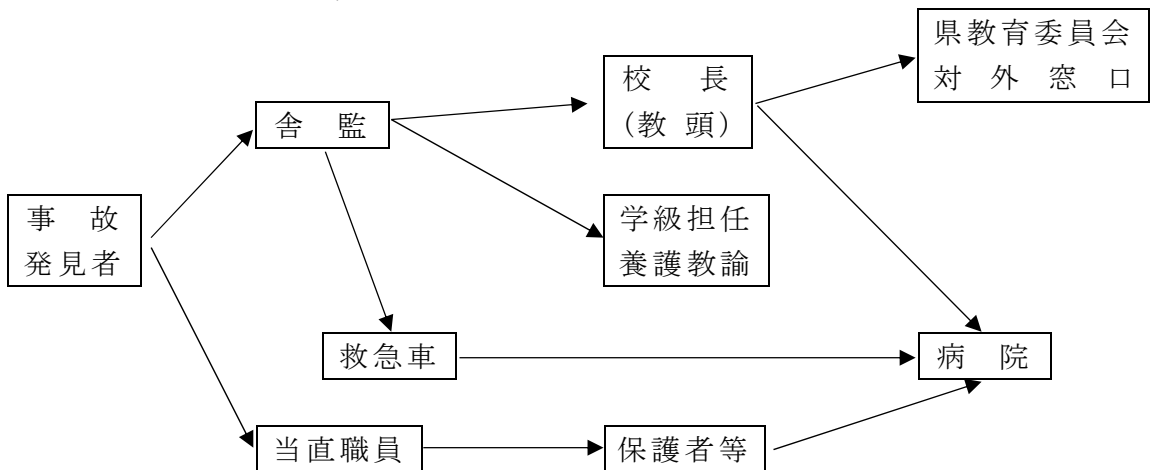 県教育委員会
対外窓口
校長
(教頭)
舎監
事故
発見者
学級担任
養護教諭
救急車
病院
当直職員
保護者等